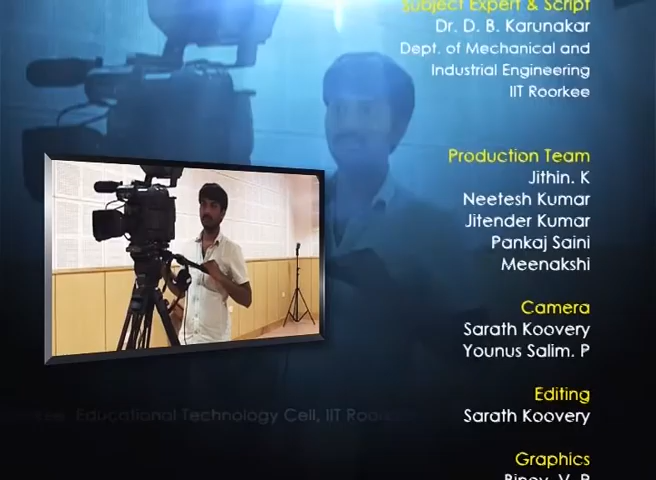 Subject Expert & Script
Dr. D. B. Karunakar
Dept. of Mechanical and
Industrial Engineering
IIT Roorkee
Production Team
Jithin. K
Neetesh Kumar
Jitender Kumar
Pankaj Saini
Meenakshi
Camera
Sarath Koovery
Younus Salim. P
Editing
Sarath Koovery
Educational Technology Cell, IIT Roorkee
Graphics